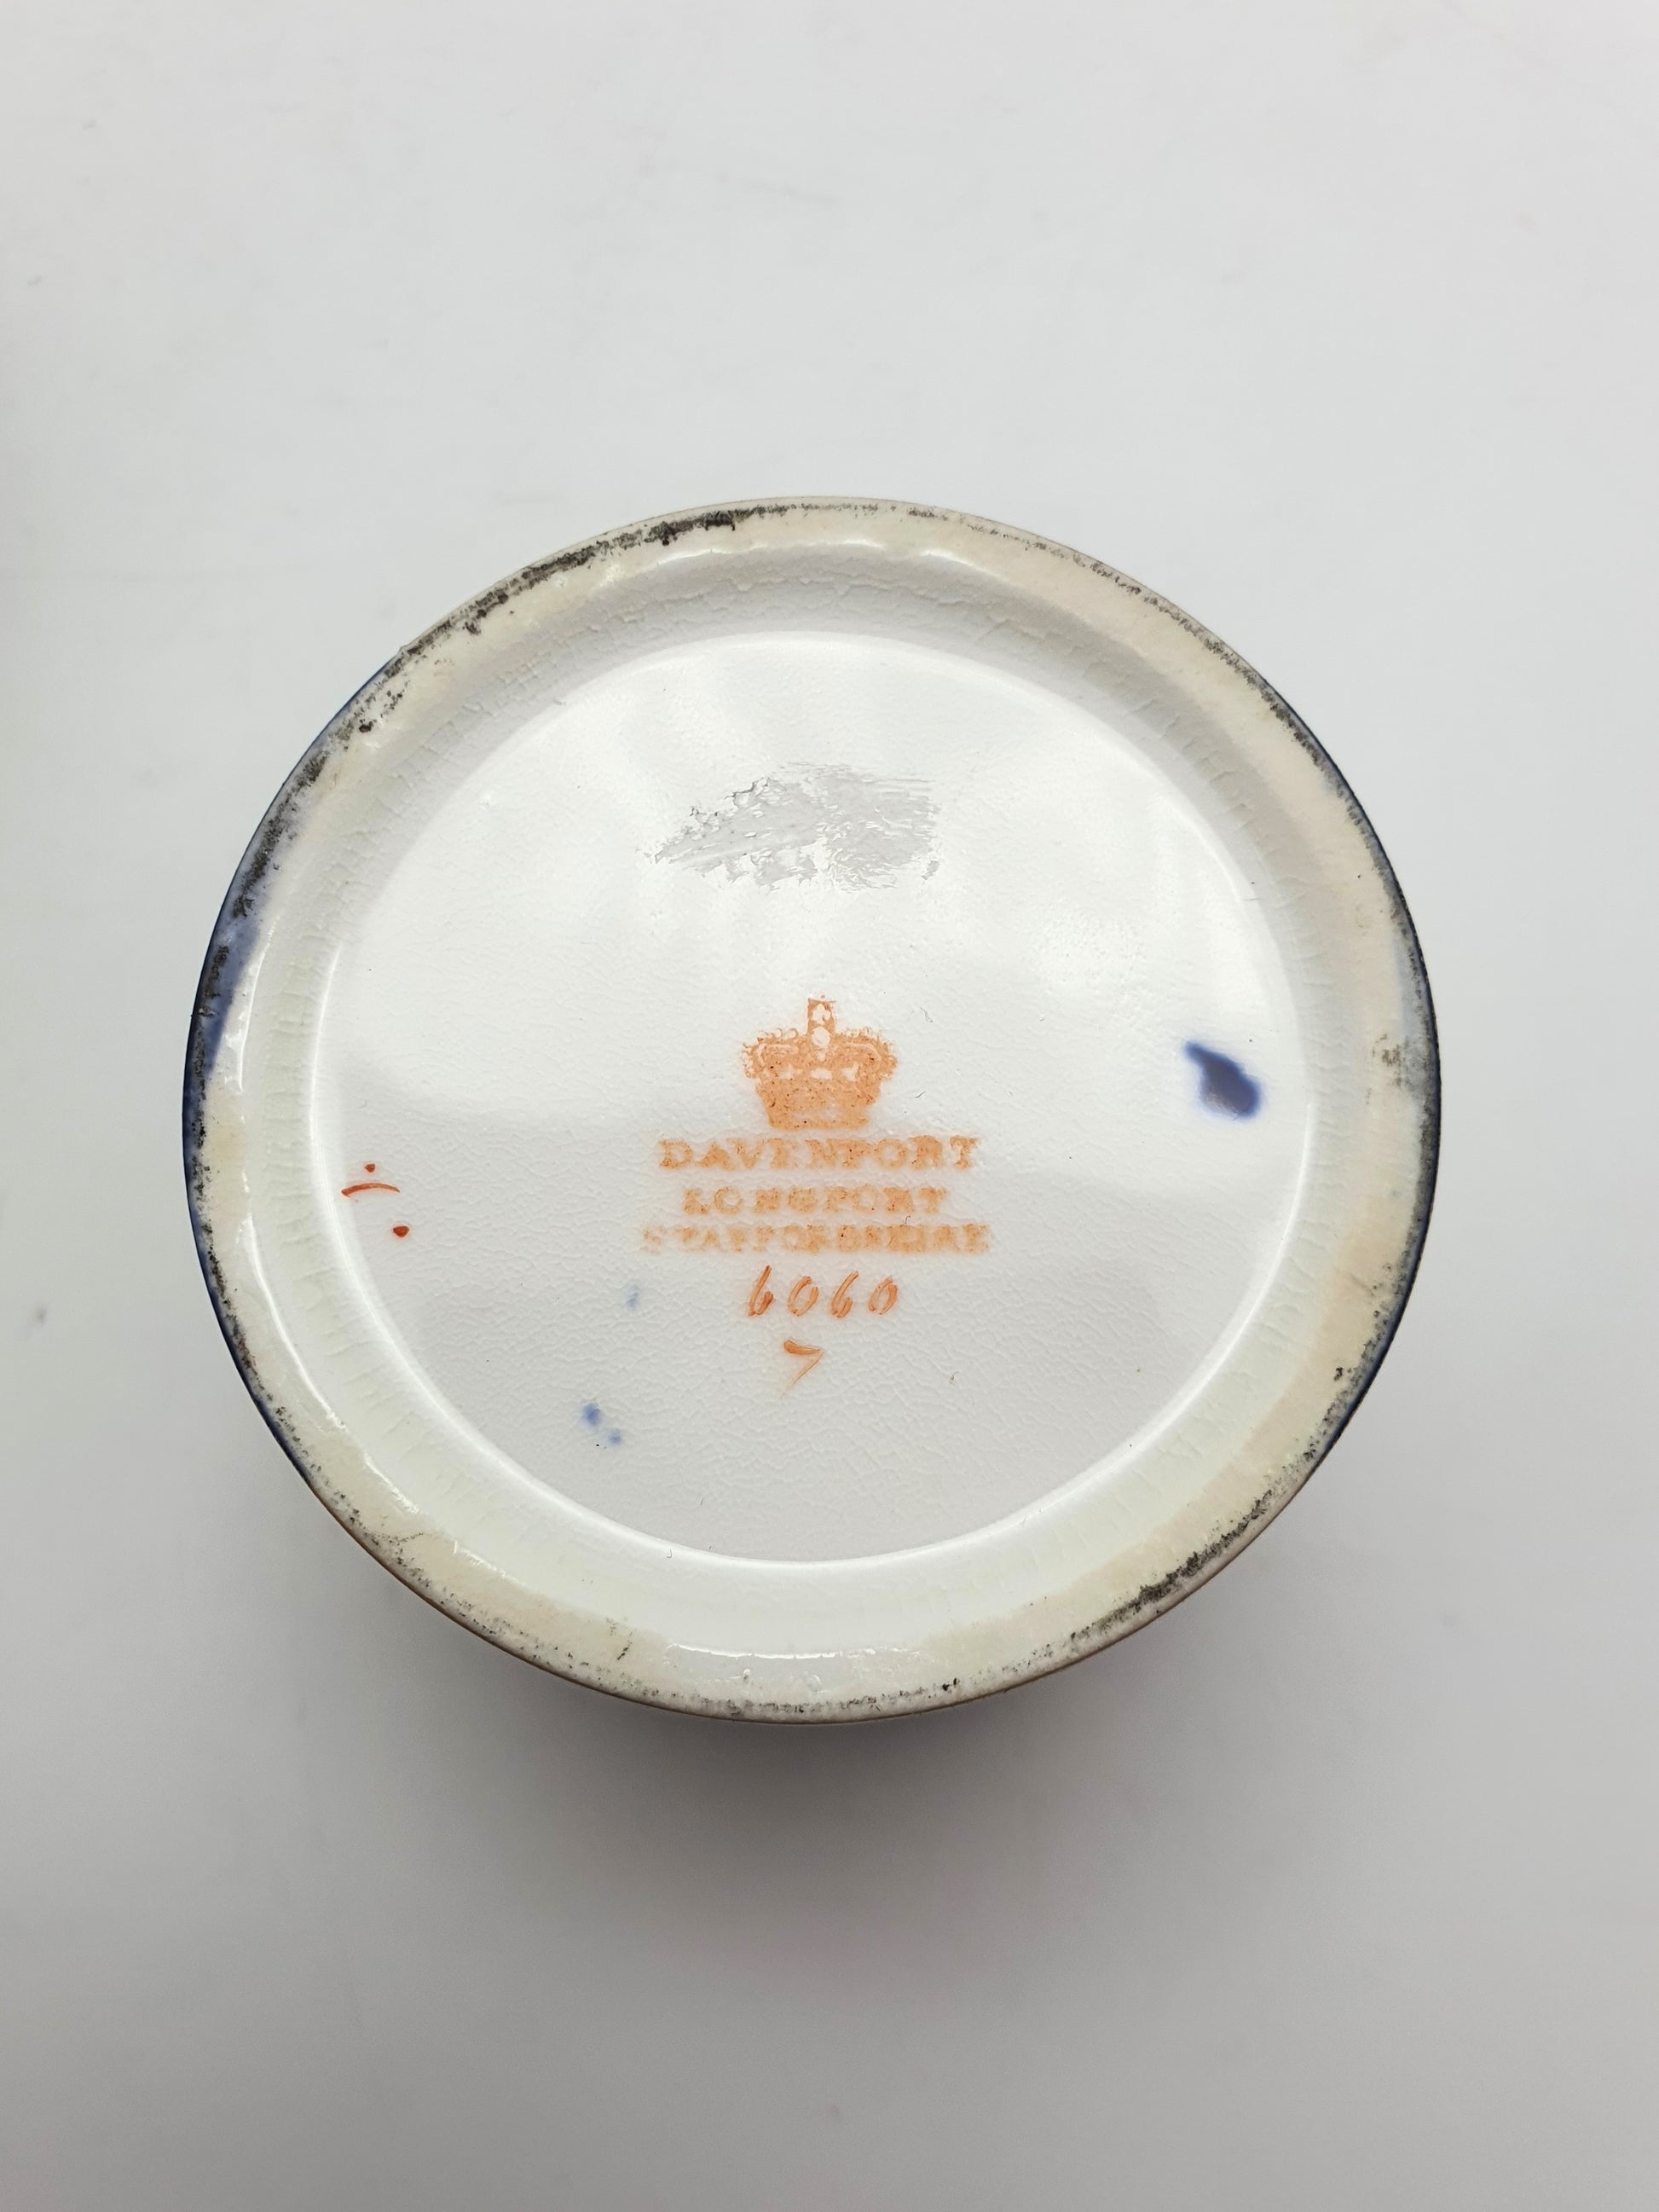 DAVENPORT
LONGPORT
STAFFORDSHIRE
6060
7